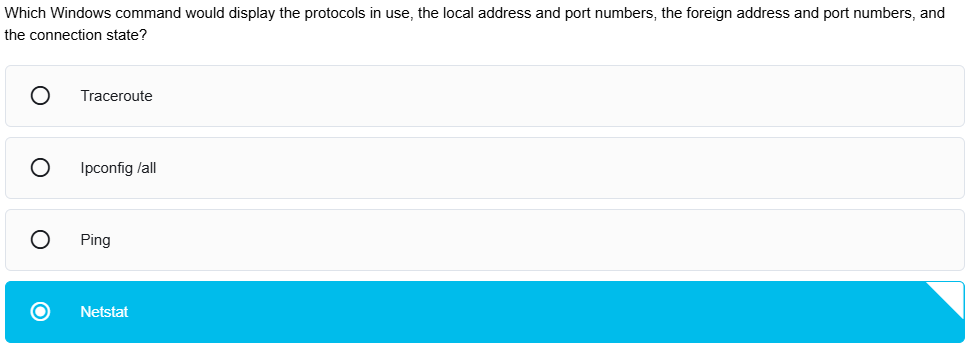 Which Windows command would display the protocols in use, the local address and port numbers, the foreign address and port numbers, and
the connection state?
Traceroute
Ipconfig /all
Ping
Netstat